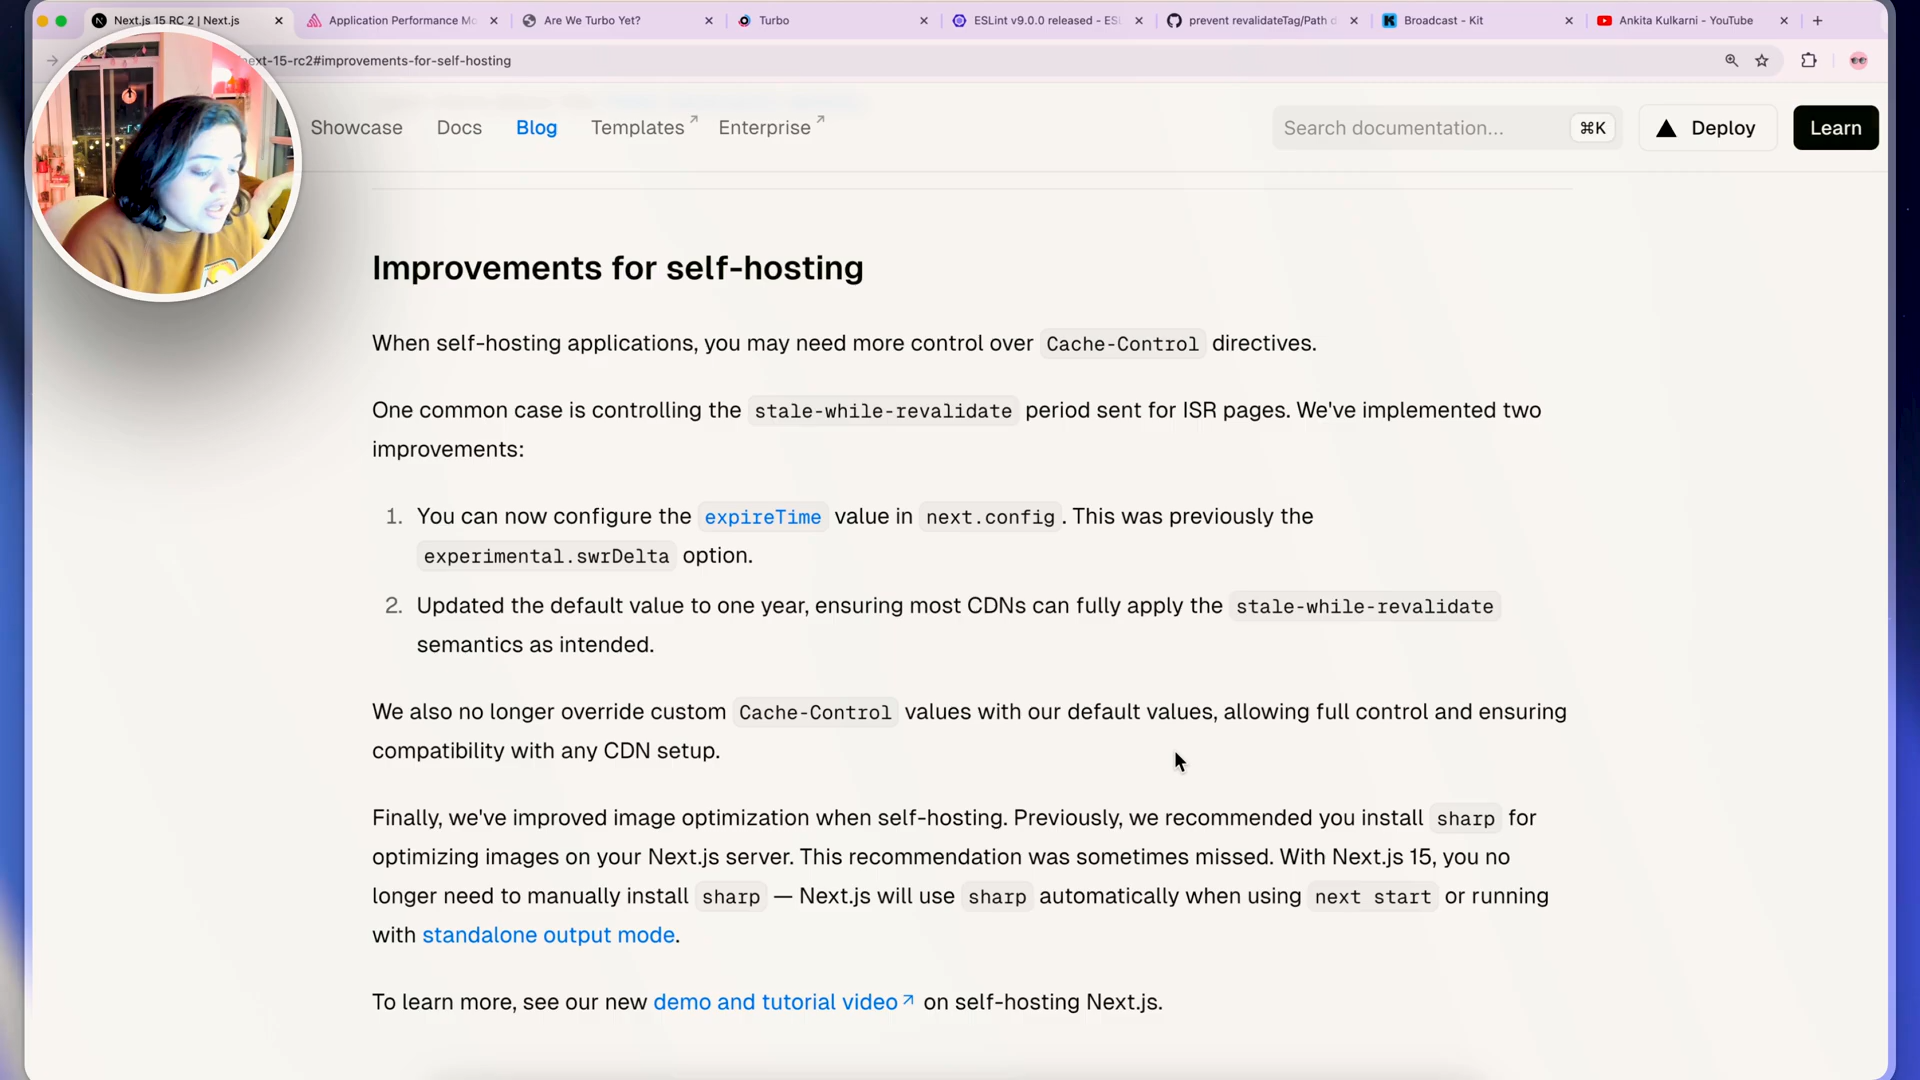 Next.js 15 RC 2 | Next.js
Application Performance Mo
Are We Turbo Yet?
Turbo
ESLint v9.0.0 released - ESL
prevent revalidateTag/Path d
Broadcast - Kit
Ankita Kulkarni - YouTube
ext-15-rc2#improvements-for-self-hosting
Showcase
Docs
Blog
Templates
Enterprise
Search documentation...
⌘K
Deploy
Learn
Improvements for self-hosting
When self-hosting applications, you may need more control over Cache-Control directives.
One common case is controlling the stale-while-revalidate period sent for ISR pages. We've implemented two
improvements:
1. You can now configure the expireTime value in next.config. This was previously the
experimental.swrDelta option.
2. Updated the default value to one year, ensuring most CDNs can fully apply the stale-while-revalidate
semantics as intended.
We also no longer override custom Cache-Control values with our default values, allowing full control and ensuring
compatibility with any CDN setup.
Finally, we've improved image optimization when self-hosting. Previously, we recommended you install sharp for
optimizing images on your Next.js server. This recommendation was sometimes missed. With Next.js 15, you no
longer need to manually install sharp — Next.js will use sharp automatically when using next start or running
with standalone output mode.
To learn more, see our new demo and tutorial video↗ on self-hosting Next.js.